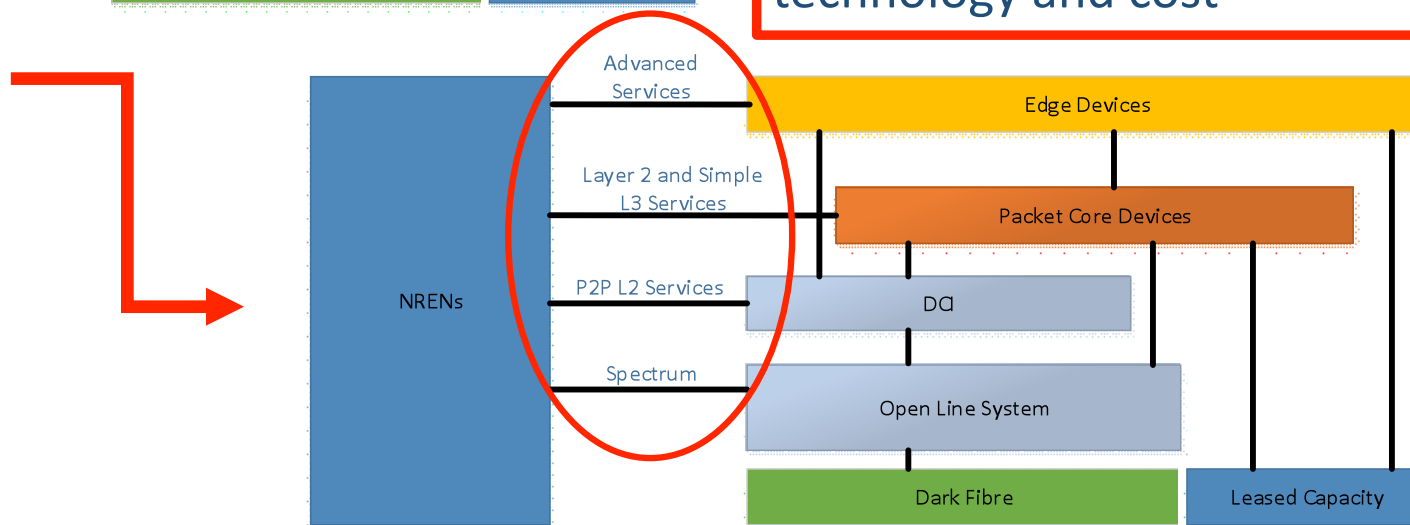 technology and cost
Advanced
Services
Edge Devices
Layer 2 and Simple
L3 Services
Packet Core Devices
NRENs
P2P L2 Services
DCI
Spectrum
Open Line System
Dark Fibre
Leased Capacity